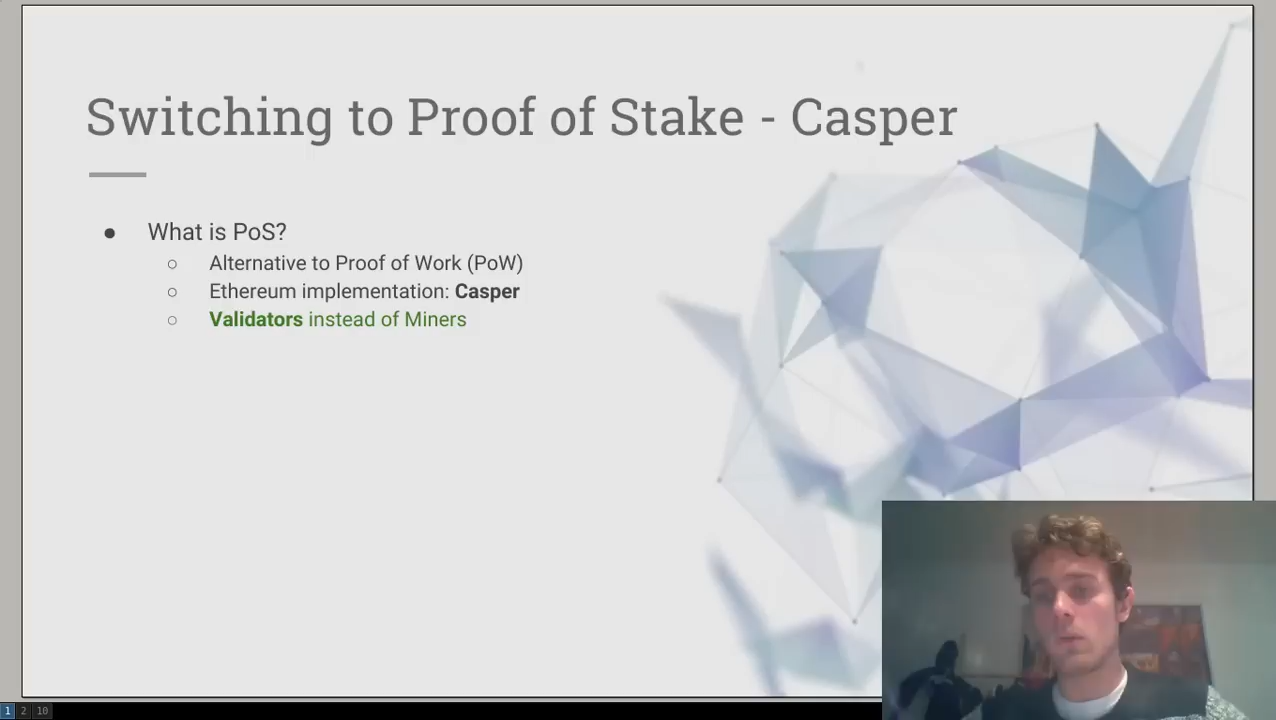 Switching to Proof of Stake - Casper
● What is PoS?
○ Alternative to Proof of Work (PoW)
○ Ethereum implementation: Casper
○ Validators instead of Miners
1 2 10